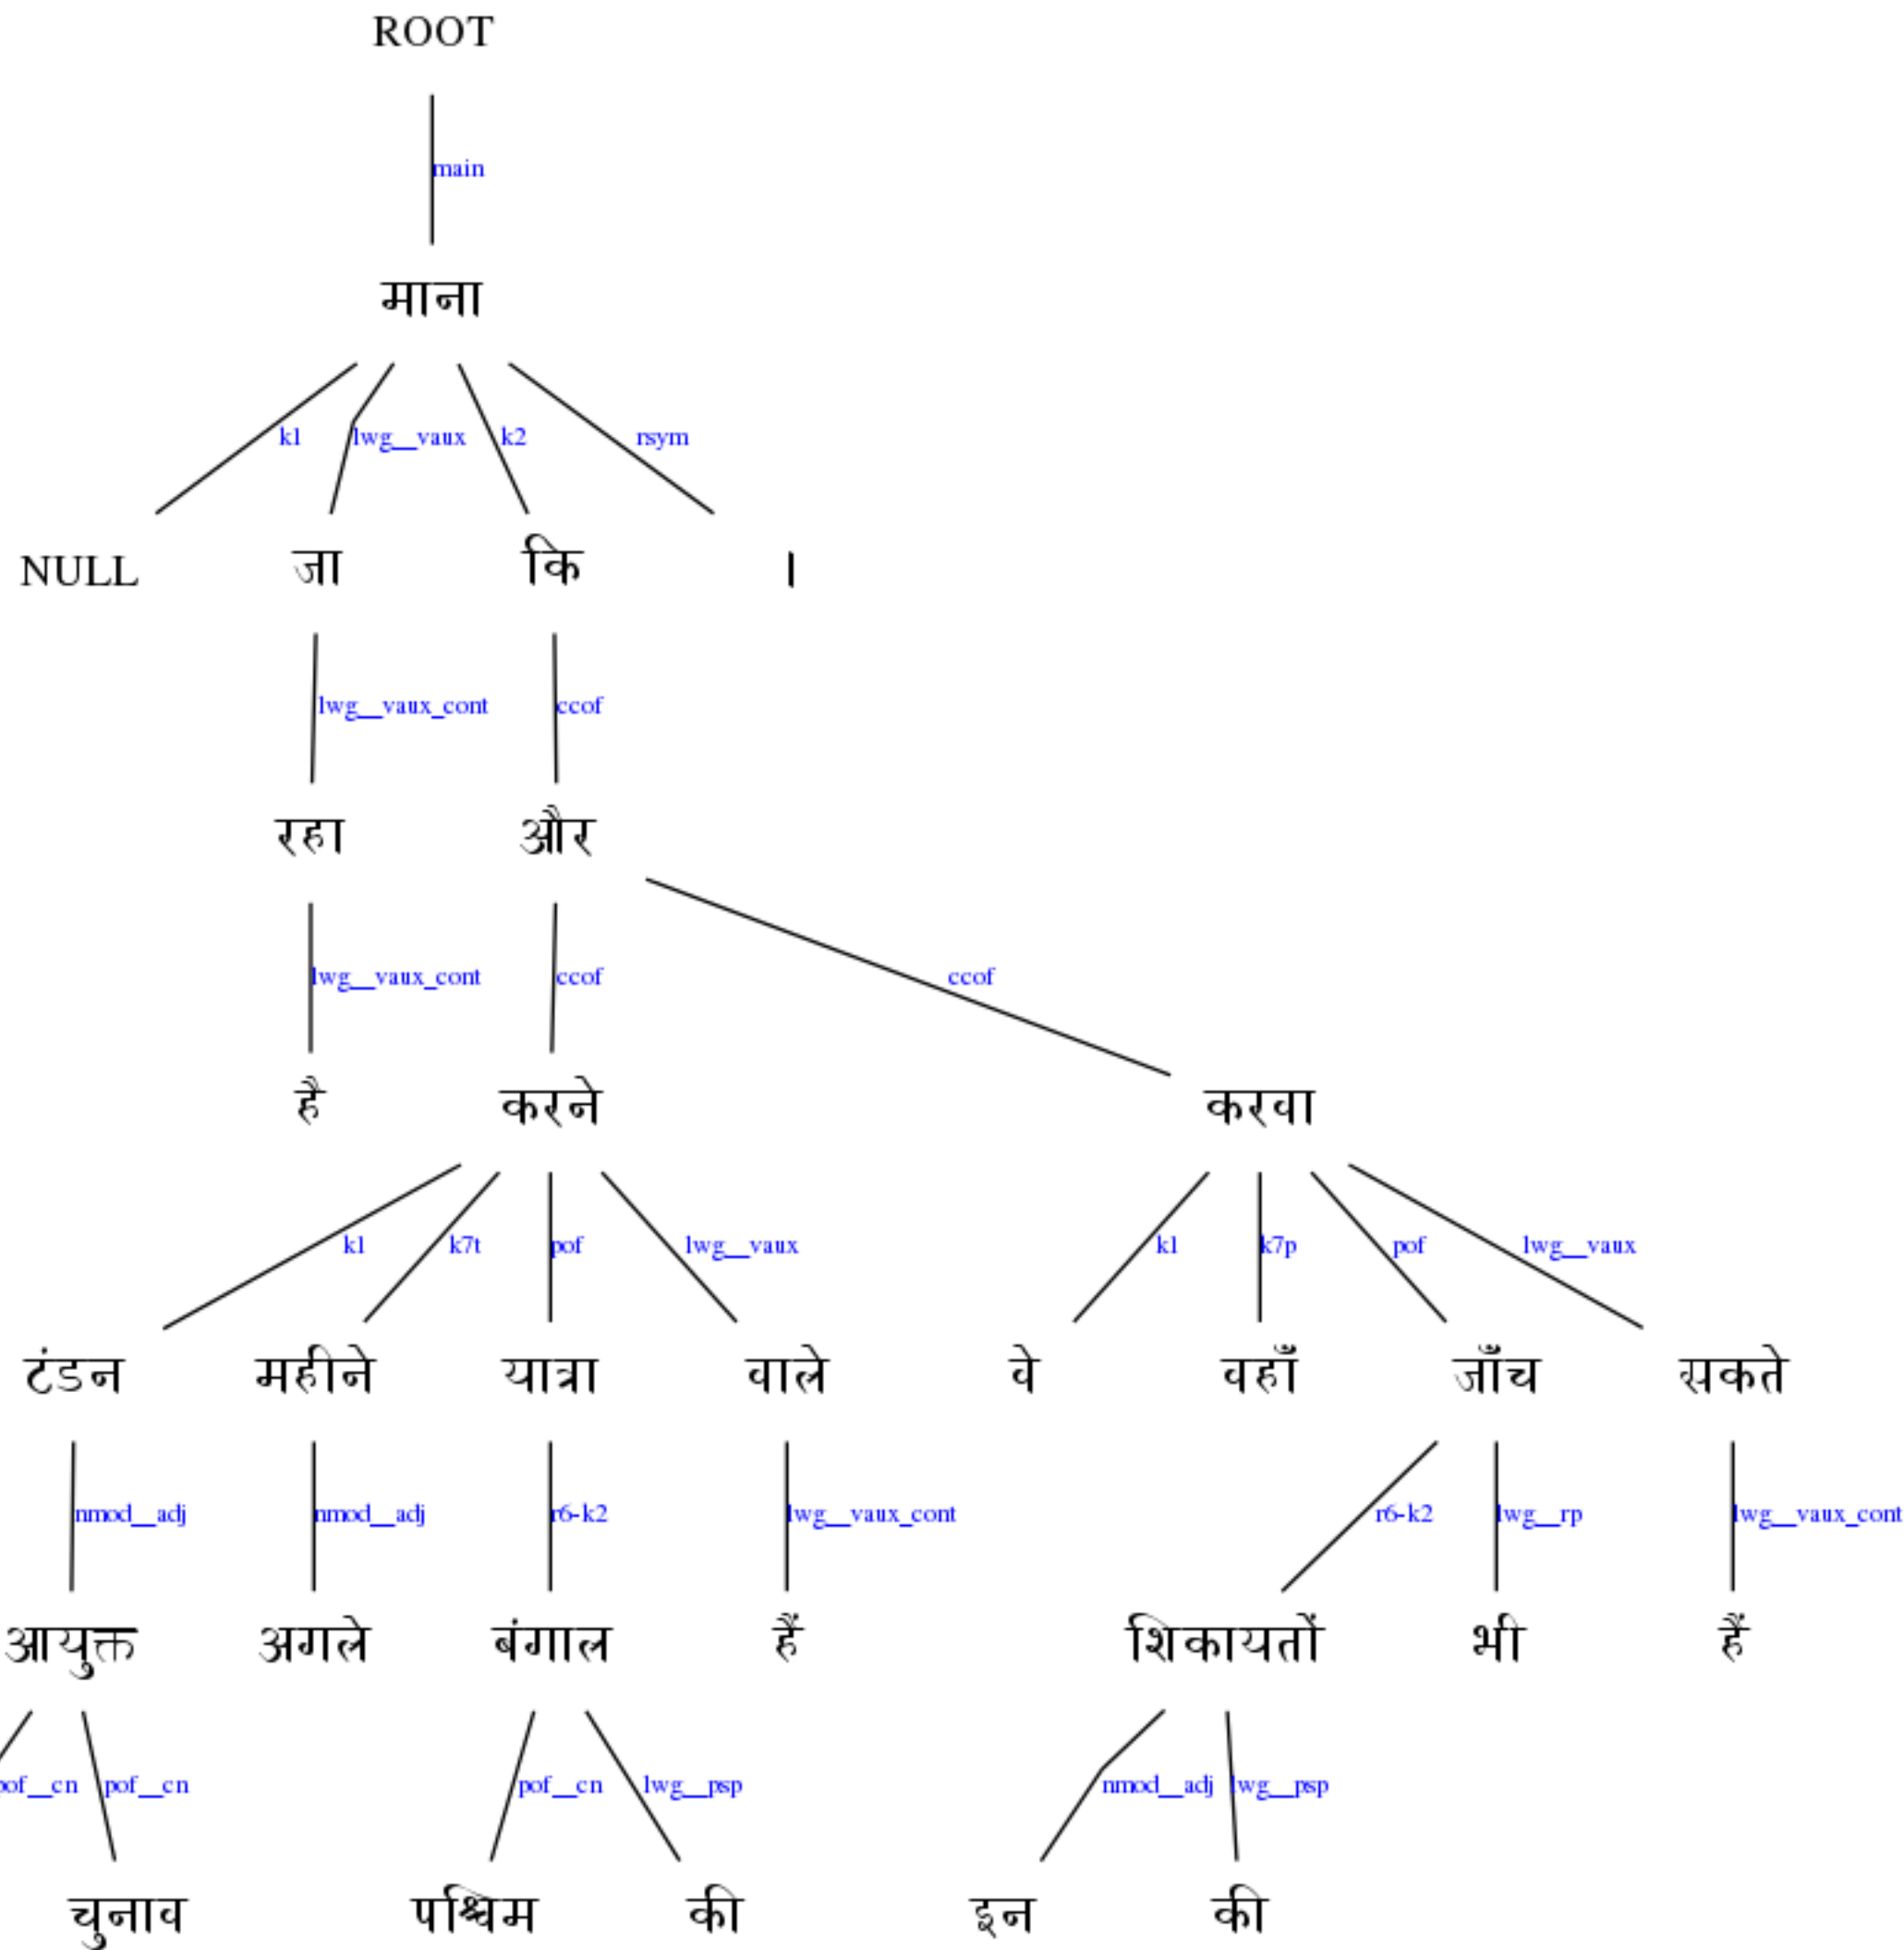 ROOT
main
माना
k1 lwg__vaux k2 rsym
NULL जा कि ।
lwg__vaux_cont ccof
रहा और
lwg__vaux_cont ccof ccof
है करने करवा
k1 k7t pof lwg__vaux k1 k7p pof lwg__vaux
टंडन महीने यात्रा वाले वे वहाँ जाँच सकते
nmod__adj nmod__adj r6-k2 lwg__vaux_cont r6-k2 lwg__rp lwg__vaux_cont
आयुक्त अगले बंगाल हैं शिकायतों भी हैं
pof__cn pof__cn pof__cn lwg__psp nmod__adj lwg__psp
चुनाव पश्चिम की इन की